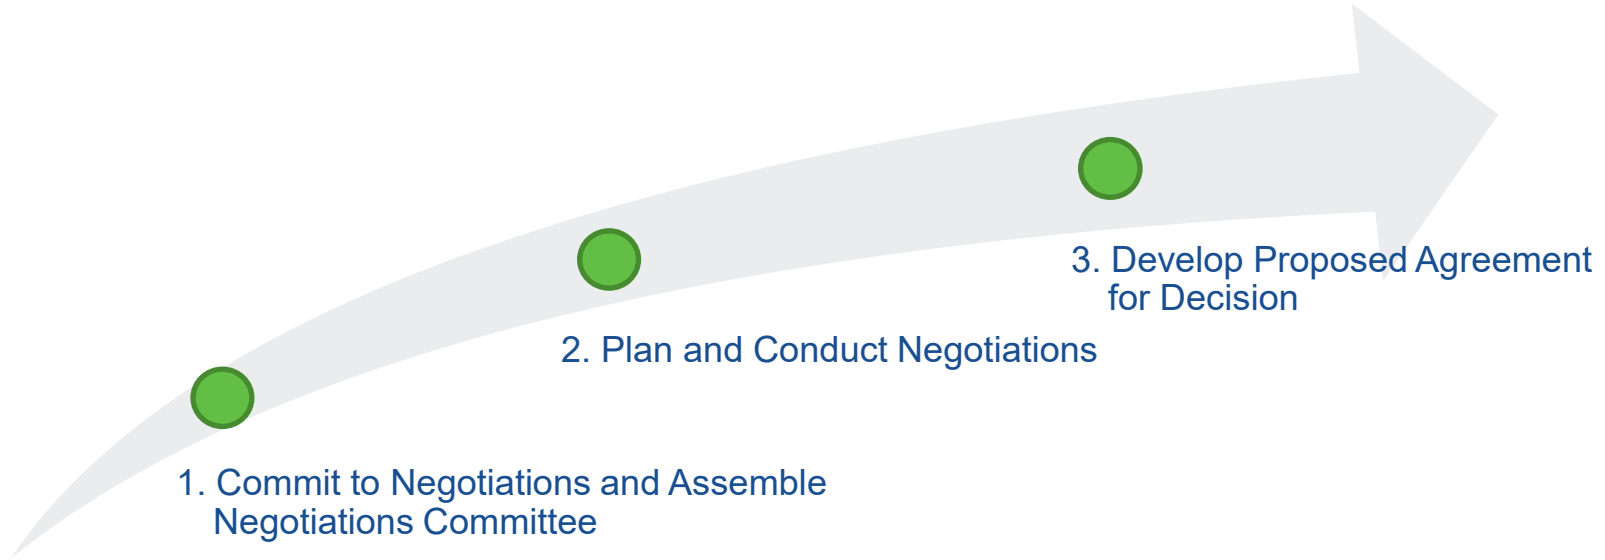 1. Commit to Negotiations and Assemble
Negotiations Committee
2. Plan and Conduct Negotiations
3. Develop Proposed Agreement
for Decision